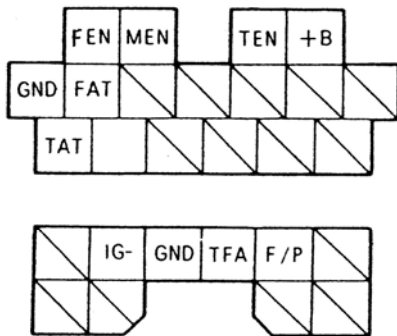 FEN MEN TEN +B
GND FAT
TAT
IG- GND TFA F/P